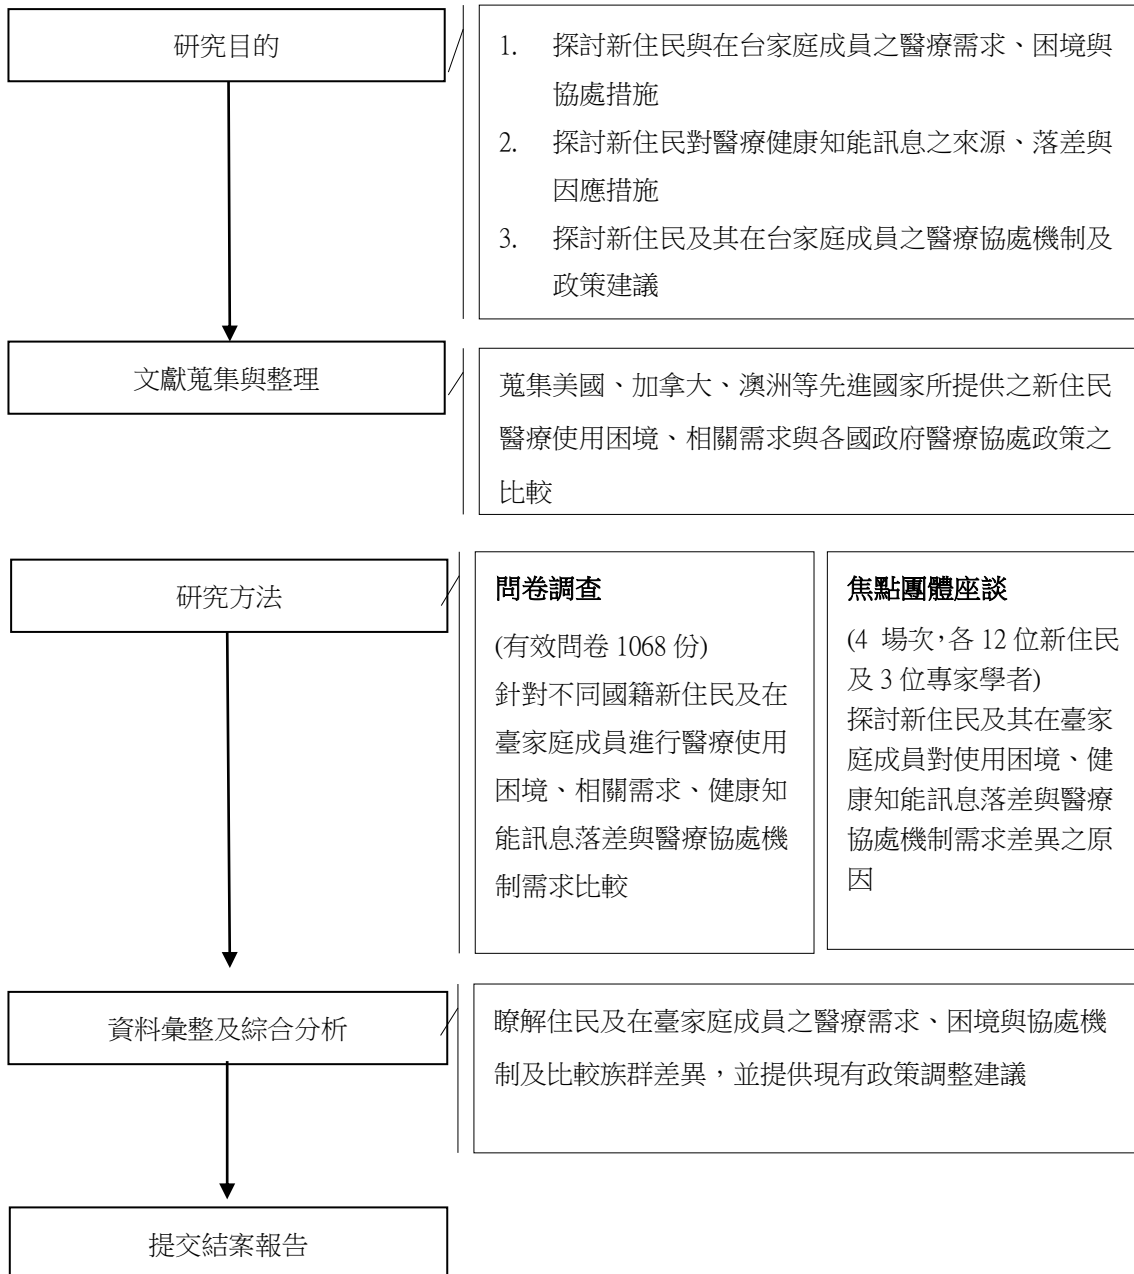 研究目的
1. 探討新住民與在台家庭成員之醫療需求、困境與
協處措施
2. 探討新住民對醫療健康知能訊息之來源、落差與
因應措施
3. 探討新住民及其在台家庭成員之醫療協處機制及
政策建議
文獻蒐集與整理
蒐集美國、加拿大、澳洲等先進國家所提供之新住民
醫療使用困境、相關需求與各國政府醫療協處政策之
比較
研究方法
問卷調查
(有效問卷 1068 份)
針對不同國籍新住民及在
臺家庭成員進行醫療使用
困境、相關需求、健康知
能訊息落差與醫療協處機
制需求比較
焦點團體座談
(4 場次,各 12 位新住民
及 3 位專家學者)
探討新住民及其在臺家
庭成員對使用困境、健
康知能訊息落差與醫療
協處機制需求差異之原
因
資料彙整及綜合分析
瞭解住民及在臺家庭成員之醫療需求、困境與協處機
制及比較族群差異，並提供現有政策調整建議
提交結案報告